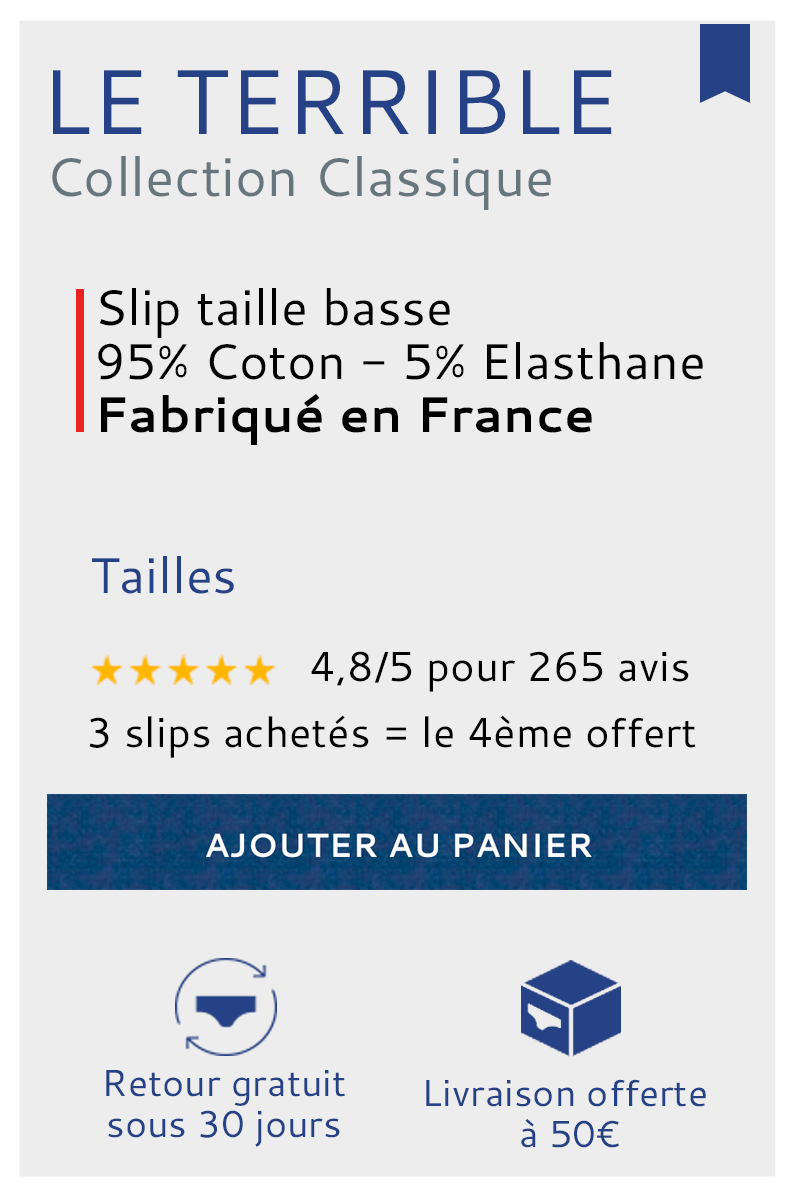 LE TERRIBLE
Collection Classique
Slip taille basse
95% Coton – 5% Elasthane
Fabriqué en France
Tailles
4,8/5 pour 265 avis
3 slips achetés = le 4ème offert
AJOUTER AU PANIER
Retour gratuit
sous 30 jours
Livraison offerte
à 50€